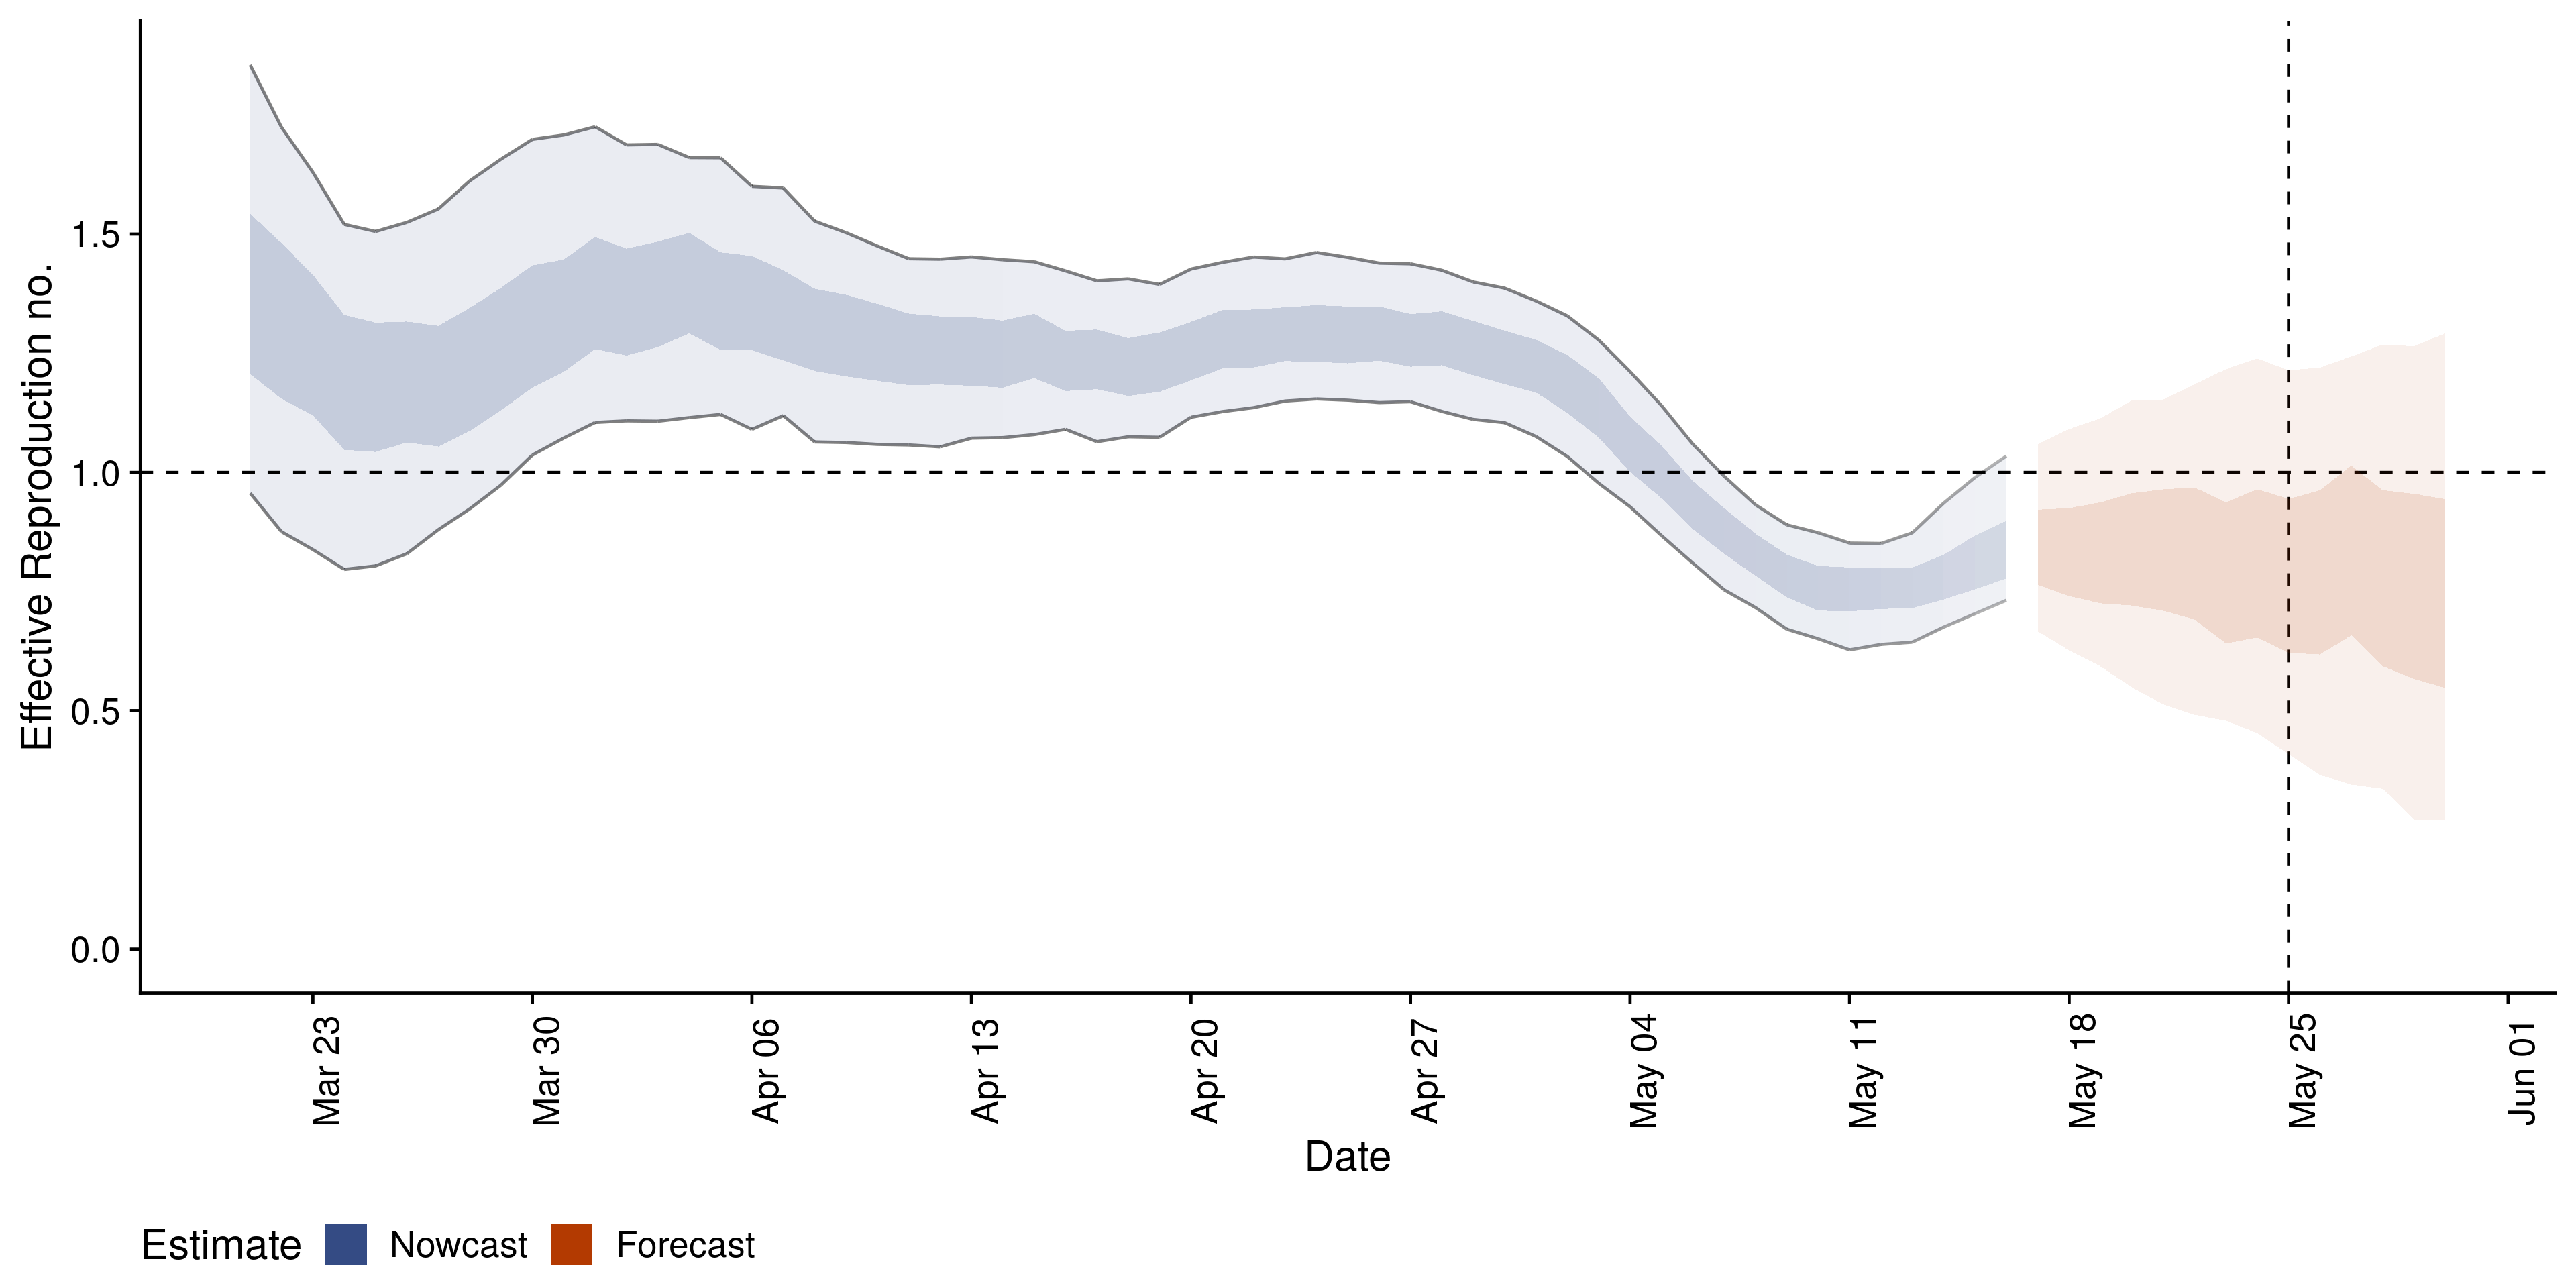 Effective Reproduction no.
1.5
1.0
0.5
0.0
Mar 23
Mar 30
Apr 06
Apr 13
Apr 20
Apr 27
May 04
May 11
May 18
May 25
Jun 01
Date
Estimate Nowcast Forecast